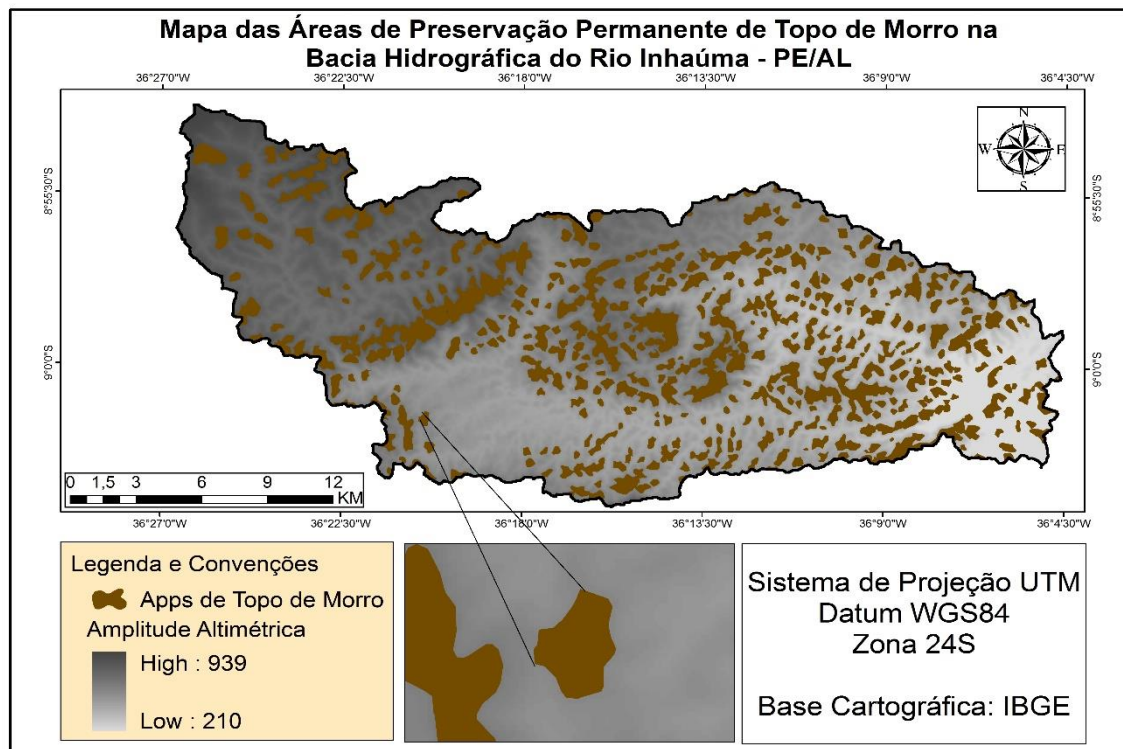 Mapa das Áreas de Preservação Permanente de Topo de Morro na
Bacia Hidrográfica do Rio Inhaúma - PE/AL
36°27'0"W 36°22'30"W 36°18'0"W 36°13'30"W 36°9'0"W 36°4'30"W
N
W E
S
8°55'30"S 8°55'30"S
9°0'0"S 9°0'0"S
0 1,5 3 6 9 12
KM
36°27'0"W 36°22'30"W 36°18'0"W 36°13'30"W 36°9'0"W 36°4'30"W
Legenda e Convenções
Apps de Topo de Morro
Amplitude Altimétrica
High : 939
Low : 210
Sistema de Projeção UTM
Datum WGS84
Zona 24S
Base Cartográfica: IBGE